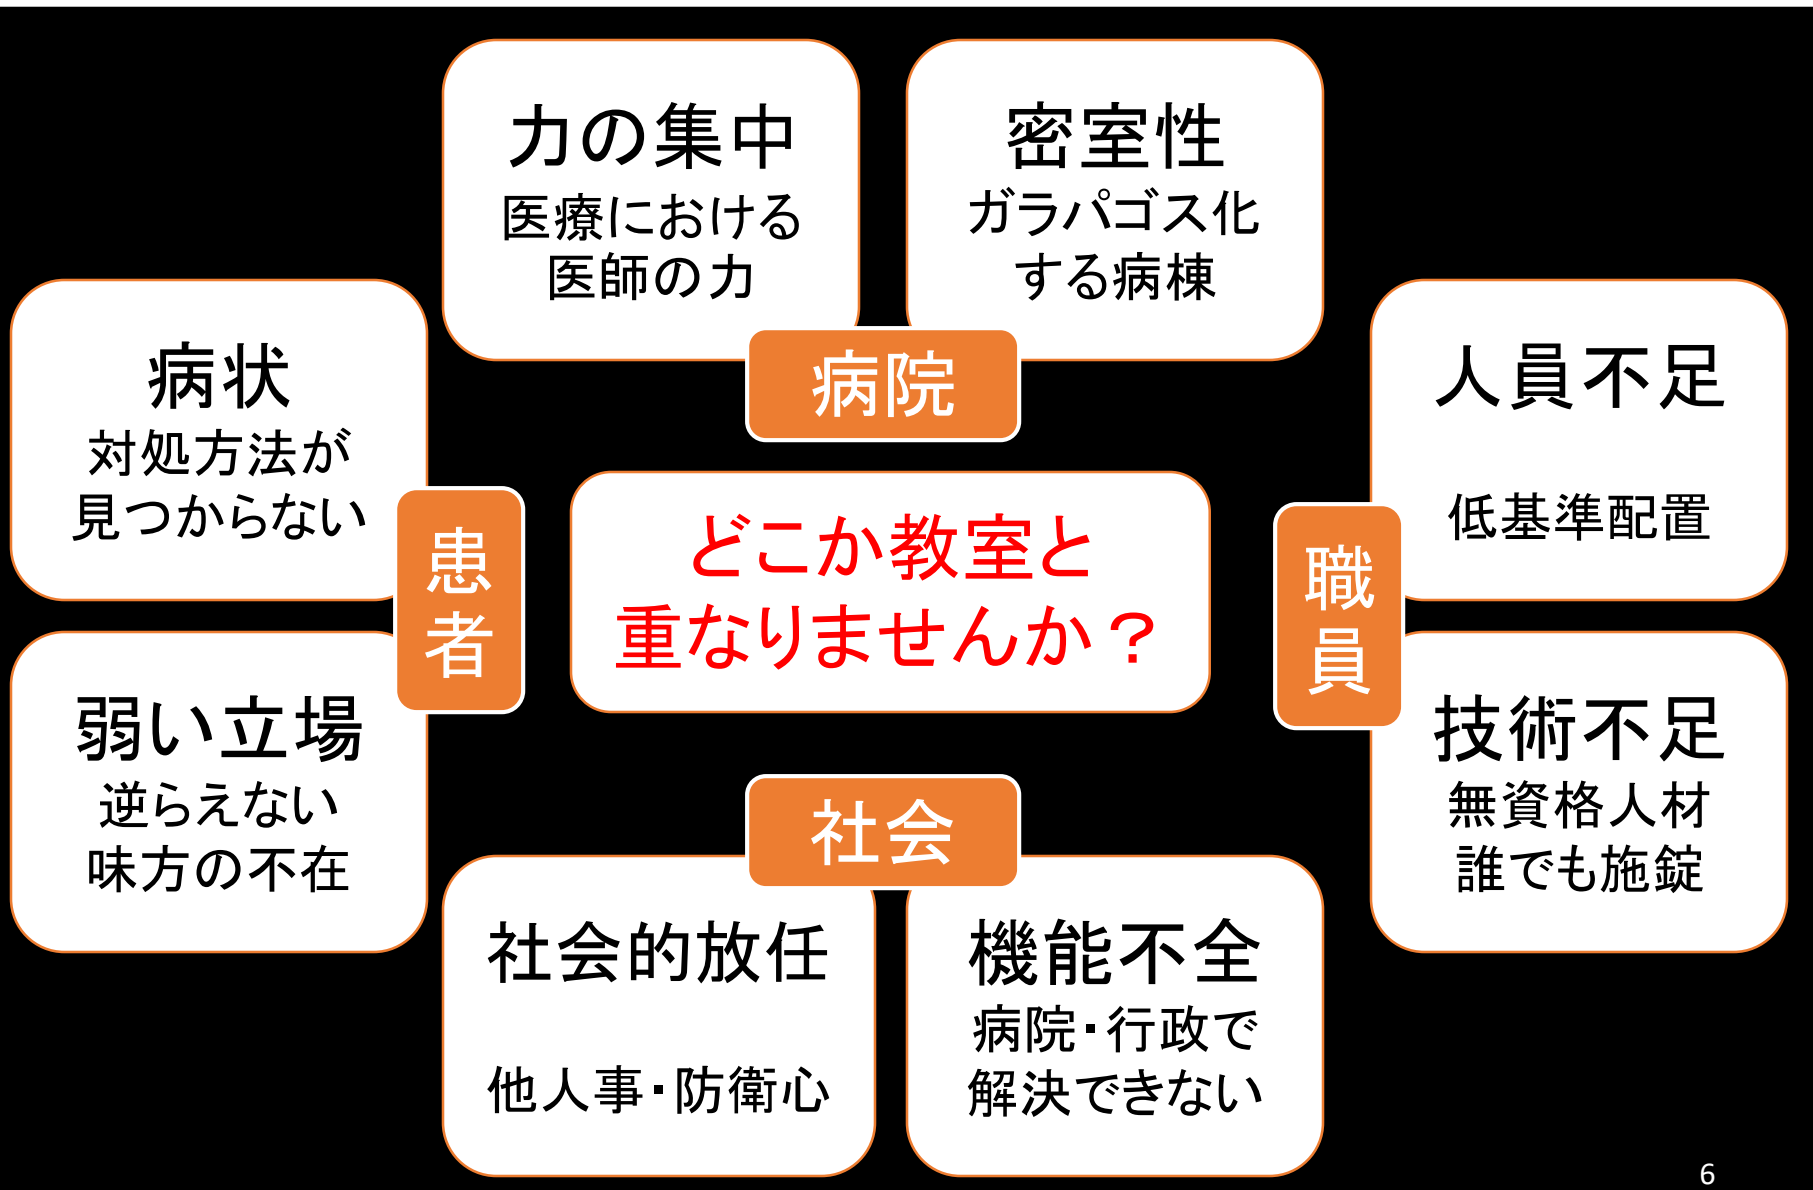 力の集中
医療における
医師の力
密室性
ガラパゴス化
する病棟
病院
病状
対処方法が
見つからない
患者
弱い立場
逆らえない
味方の不在
どこか教室と
重なりませんか？
人員不足
低基準配置
職員
技術不足
無資格人材
誰でも施錠
社会
社会的放任
他人事・防衛心
機能不全
病院・行政で
解決できない
6